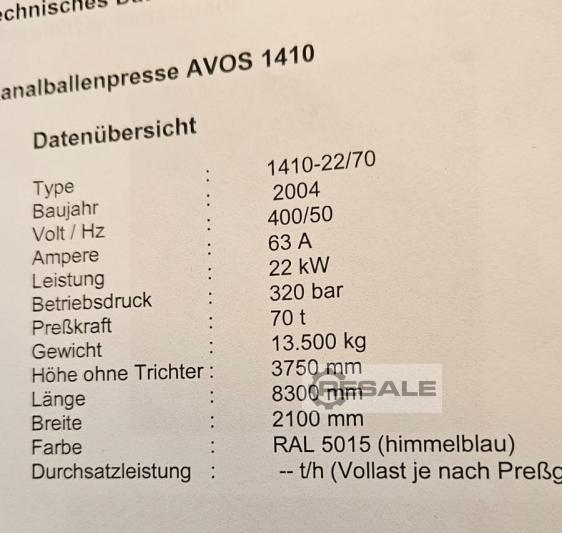 echnisches
analballenpresse AVOS 1410
Datenübersicht
Type : 1410-22/70
Baujahr : 2004
Volt / Hz : 400/50
Ampere : 63 A
Leistung : 22 kW
Betriebsdruck : 320 bar
Preßkraft : 70 t
Gewicht : 13.500 kg
Höhe ohne Trichter : 3750 mm
Länge : 8300 mm
Breite : 2100 mm
Farbe : RAL 5015 (himmelblau)
Durchsatzleistung : -- t/h (Vollast je nach Preßg
RESALE